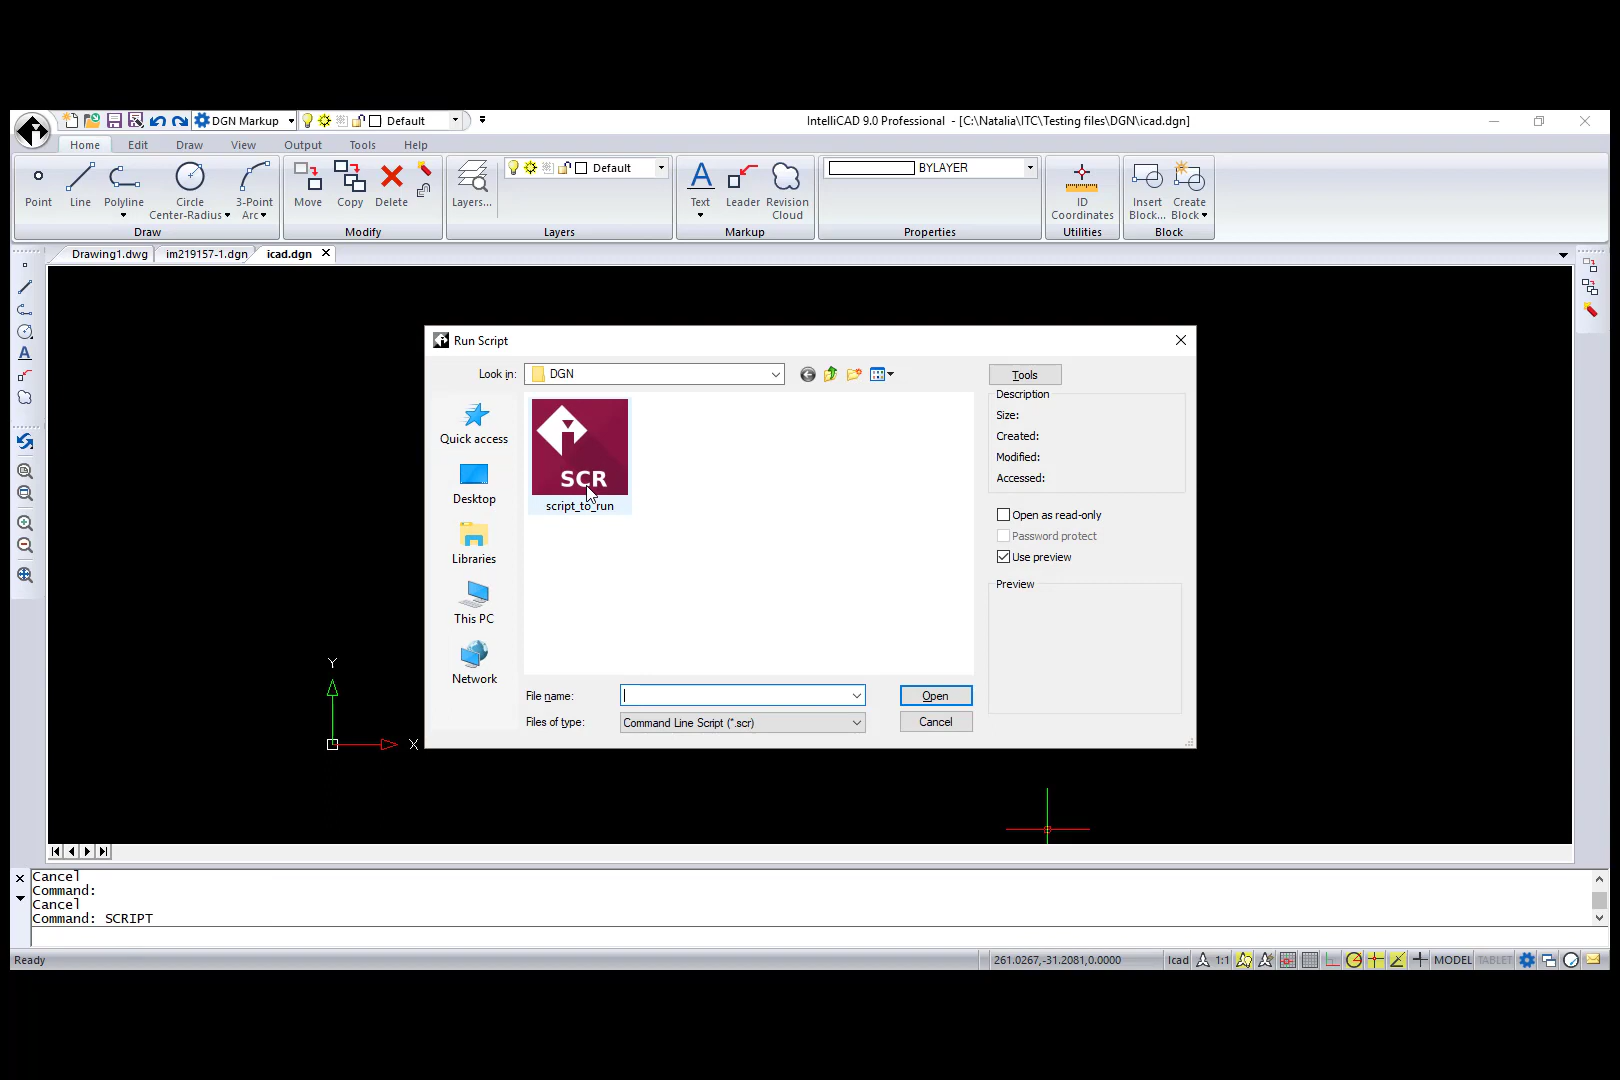 DGN Markup
Default
IntelliCAD 9.0 Professional - [C:\Natalia\ITC\Testing files\DGN\icad.dgn]
Home Edit Draw View Output Tools Help
Point Line Polyline Circle Center-Radius 3-Point Arc
Draw
Move Copy Delete
Modify
Layers...
Default
Layers
Text Leader Revision Cloud
Markup
BYLAYER
Properties
ID Coordinates
Utilities
Insert Block... Create Block
Block
Drawing1.dwg im219157-1.dgn icad.dgn
Run Script
Look in: DGN
Tools
Quick access
Desktop
Libraries
This PC
Network
SCR
script_to_run
Description
Size:
Created:
Modified:
Accessed:
Open as read-only
Password protect
Use preview
Preview
File name:
Open
Files of type: Command Line Script (*.scr)
Cancel
Y
X
Cancel
Command:
Cancel
Command: SCRIPT
Ready
261.0267,-31.2081,0.0000 Icad 1:1 MODEL TABLET